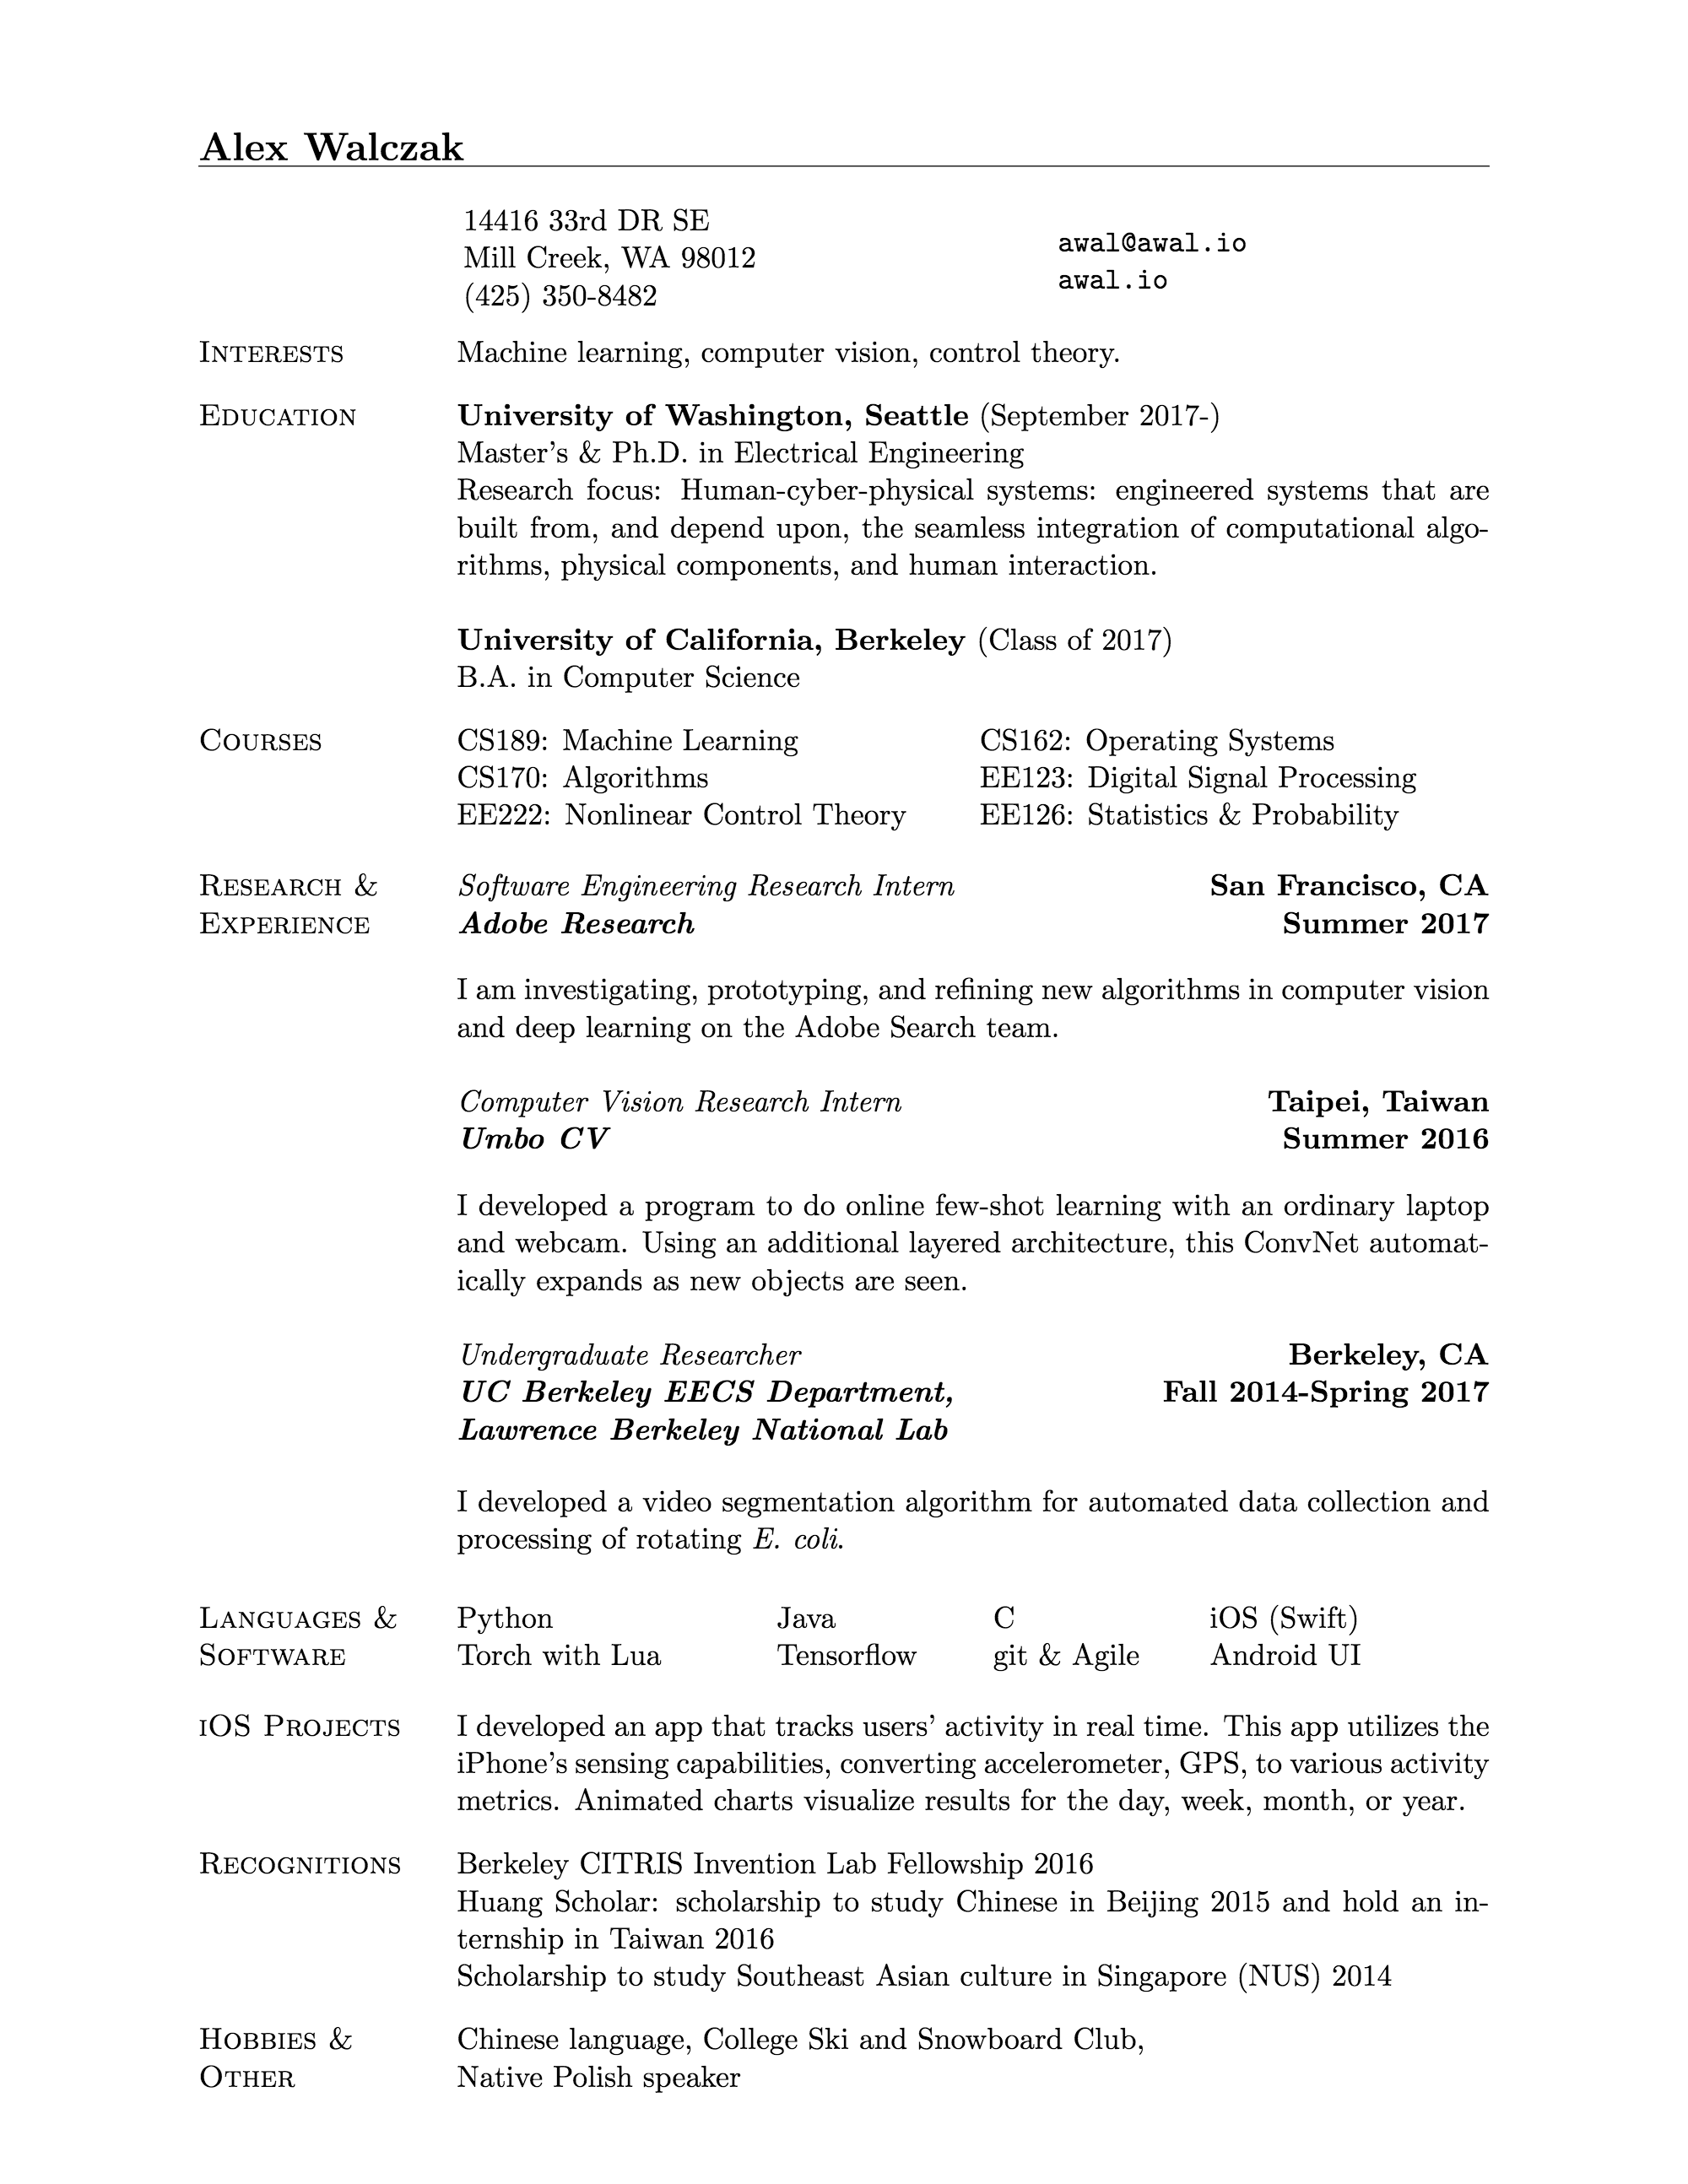 Alex Walczak
14416 33rd DR SE
Mill Creek, WA 98012
(425) 350-8482
awal@awal.io
awal.io
Interests
Machine learning, computer vision, control theory.
Education
University of Washington, Seattle (September 2017-)
Master's & Ph.D. in Electrical Engineering
Research focus: Human-cyber-physical systems: engineered systems that are
built from, and depend upon, the seamless integration of computational algo-
rithms, physical components, and human interaction.
University of California, Berkeley (Class of 2017)
B.A. in Computer Science
Courses
CS189: Machine Learning CS162: Operating Systems
CS170: Algorithms EE123: Digital Signal Processing
EE222: Nonlinear Control Theory EE126: Statistics & Probability
Research &
Experience
Software Engineering Research Intern San Francisco, CA
Adobe Research Summer 2017
I am investigating, prototyping, and refining new algorithms in computer vision
and deep learning on the Adobe Search team.
Computer Vision Research Intern Taipei, Taiwan
Umbo CV Summer 2016
I developed a program to do online few-shot learning with an ordinary laptop
and webcam. Using an additional layered architecture, this ConvNet automat-
ically expands as new objects are seen.
Undergraduate Researcher Berkeley, CA
UC Berkeley EECS Department, Fall 2014-Spring 2017
Lawrence Berkeley National Lab
I developed a video segmentation algorithm for automated data collection and
processing of rotating E. coli.
Languages &
Software
Python Java C iOS (Swift)
Torch with Lua Tensorflow git & Agile Android UI
iOS Projects
I developed an app that tracks users' activity in real time. This app utilizes the
iPhone's sensing capabilities, converting accelerometer, GPS, to various activity
metrics. Animated charts visualize results for the day, week, month, or year.
Recognitions
Berkeley CITRIS Invention Lab Fellowship 2016
Huang Scholar: scholarship to study Chinese in Beijing 2015 and hold an in-
ternship in Taiwan 2016
Scholarship to study Southeast Asian culture in Singapore (NUS) 2014
Hobbies &
Other
Chinese language, College Ski and Snowboard Club,
Native Polish speaker